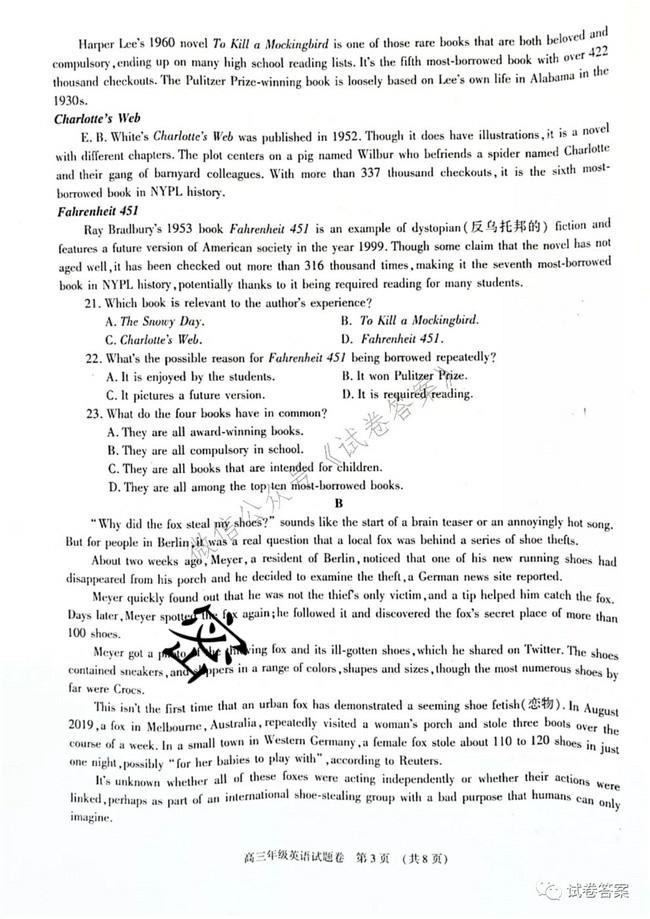 Harper Lee's 1960 novel To Kill a Mockingbird is one of those rare books that are both beloved and
compulsory, ending up on many high school reading lists. It's the fifth most-borrowed book with over 422
thousand checkouts. The Pulitzer Prize-winning book is loosely based on Lee's own life in Alabama in the
1930s.
Charlotte's Web
E. B. White's Charlotte's Web was published in 1952. Though it does have illustrations, it is a novel
with different chapters. The plot centers on a pig named Wilbur who befriends a spider named Charlotte
and their gang of barnyard colleagues. With more than 337 thousand checkouts, it is the sixth most-
borrowed book in NYPL history.
Fahrenheit 451
Ray Bradbury's 1953 book Fahrenheit 451 is an example of dystopian(反乌托邦的) fiction and
features a future version of American society in the year 1999. Though some claim that the novel has not
aged well, it has been checked out more than 316 thousand times, making it the seventh most-borrowed
book in NYPL history, potentially thanks to it being required reading for many students.
21. Which book is relevant to the author's experience?
A. The Snowy Day. B. To Kill a Mockingbird.
C. Charlotte's Web. D. Fahrenheit 451.
22. What's the possible reason for Fahrenheit 451 being borrowed repeatedly?
A. It is enjoyed by the students. B. It won Pulitzer Prize.
C. It pictures a future version. D. It is required reading.
23. What do the four books have in common?
A. They are all award-winning books.
B. They are all compulsory in school.
C. They are all books that are intended for children.
D. They are all among the top ten most-borrowed books.
B
"Why did the fox steal my shoes?" sounds like the start of a brain teaser or an annoyingly hot song.
But for people in Berlin, it was a real question that a local fox was behind a series of shoe thefts.
About two weeks ago, Meyer, a resident of Berlin, noticed that one of his new running shoes had
disappeared from his porch and he decided to examine the theft, a German news site reported.
Meyer quickly found out that he was not the thief's only victim, and a tip helped him catch the fox.
Days later, Meyer spotted the fox again; he followed it and discovered the fox's secret place of more than
100 shoes.
Meyer got a photo of the thieving fox and its ill-gotten shoes, which he shared on Twitter. The shoes
contained sneakers, and slippers in a range of colors, shapes and sizes, though the most numerous shoes by
far were Crocs.
This isn't the first time that an urban fox has demonstrated a seeming shoe fetish(恋物). In August
2019, a fox in Melbourne, Australia, repeatedly visited a woman's porch and stole three boots over the
course of a week. In a small town in Western Germany, a female fox stole about 110 to 120 shoes in just
one night, possibly "for her babies to play with", according to Reuters.
It's unknown whether all of these foxes were acting independently or whether their actions were
linked, perhaps as part of an international shoe-stealing group with a bad purpose that humans can only
imagine.
高三年级英语试题卷 第3页 (共8页)
微信公众号《试卷答案》
试卷答案